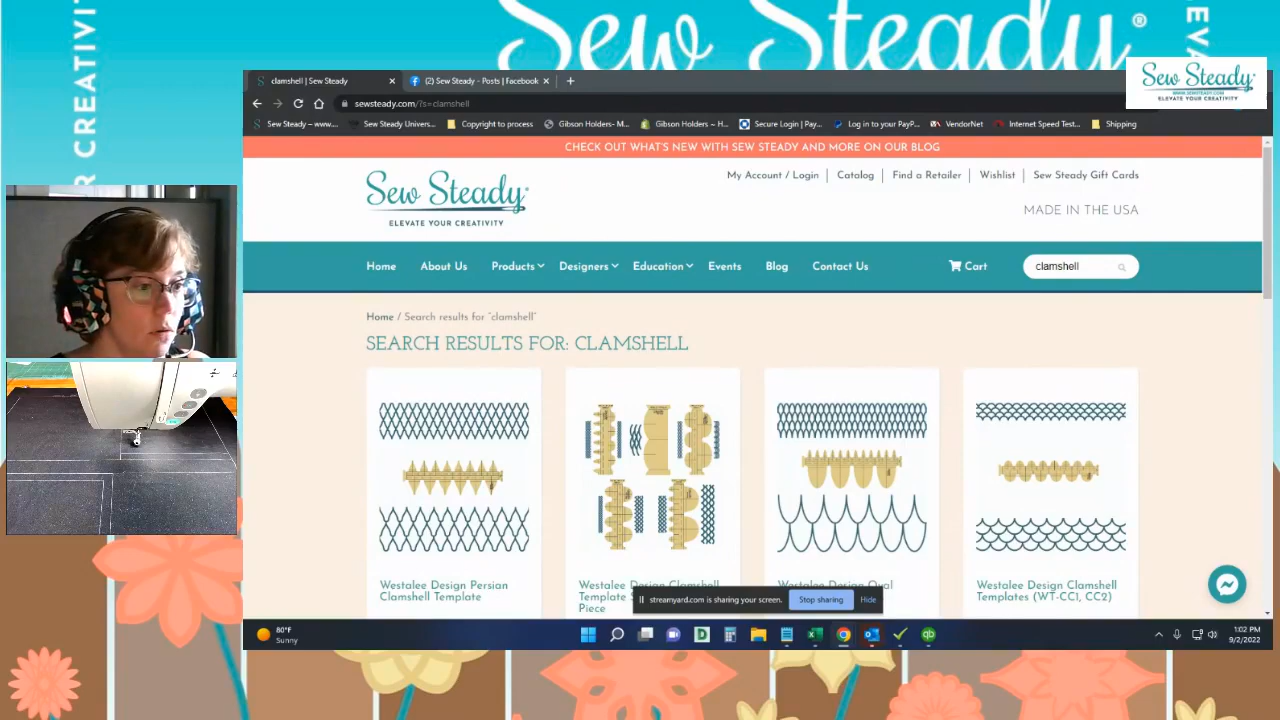 R CREATIVIT
Sew Steady®
EVA
Sew Steady
WWW.SEWSTEADY.COM
ELEVATE YOUR CREATIVITY
clamshell | Sew Steady
(2) Sew Steady - Posts | Facebook
sewsteady.com/?s=clamshell
Sew Steady – www....
Sew Steady Univers...
Copyright to process
Gibson Holders- M...
Gibson Holders ~ H...
Secure Login | Pay...
Log in to your PayP...
VendorNet
Internet Speed Test...
Shipping
CHECK OUT WHAT'S NEW WITH SEW STEADY AND MORE ON OUR BLOG
Sew Steady®
ELEVATE YOUR CREATIVITY
My Account / Login | Catalog | Find a Retailer | Wishlist | Sew Steady Gift Cards
MADE IN THE USA
Home About Us Products Designers Education Events Blog Contact Us Cart clamshell
Home / Search results for "clamshell"
SEARCH RESULTS FOR: CLAMSHELL
Westalee Design Persian
Clamshell Template
Westalee Design Clamshell
Template
Piece
Westalee Design Oval
Westalee Design Clamshell
Templates (WT-CC1, CC2)
streamyard.com is sharing your screen. Stop sharing Hide
80°F
Sunny
1:02 PM
9/2/2022